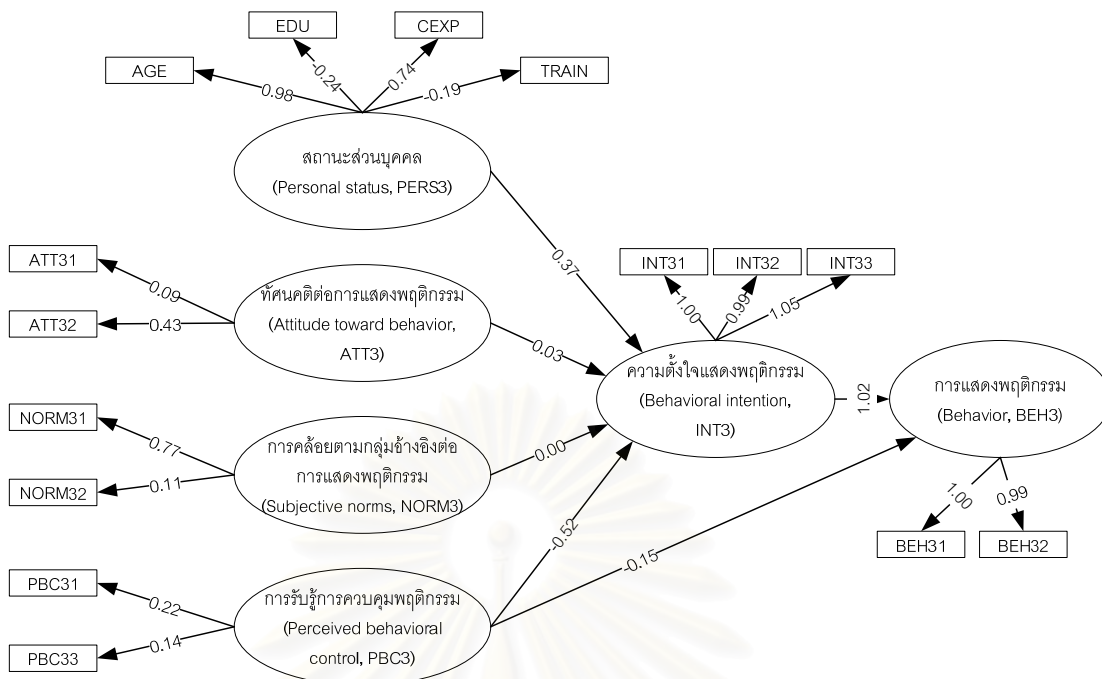 EDU
CEXP
AGE
TRAIN
-0.24
0.74
0.98
-0.19
สถานะส่วนบุคคล
(Personal status, PERS3)
0.37
ATT31
ATT32
0.09
0.43
ทัศนคติต่อการแสดงพฤติกรรม
(Attitude toward behavior,
ATT3)
0.03
INT31
INT32
INT33
1.00
0.99
1.05
ความตั้งใจแสดงพฤติกรรม
(Behavioral intention,
INT3)
1.02
การแสดงพฤติกรรม
(Behavior, BEH3)
NORM31
NORM32
0.77
0.11
การคล้อยตามกลุ่มอ้างอิงต่อ
การแสดงพฤติกรรม
(Subjective norms, NORM3)
0.00
-0.52
-0.15
1.00
0.99
BEH31
BEH32
PBC31
PBC33
0.22
0.14
การรับรู้การควบคุมพฤติกรรม
(Perceived behavioral
control, PBC3)